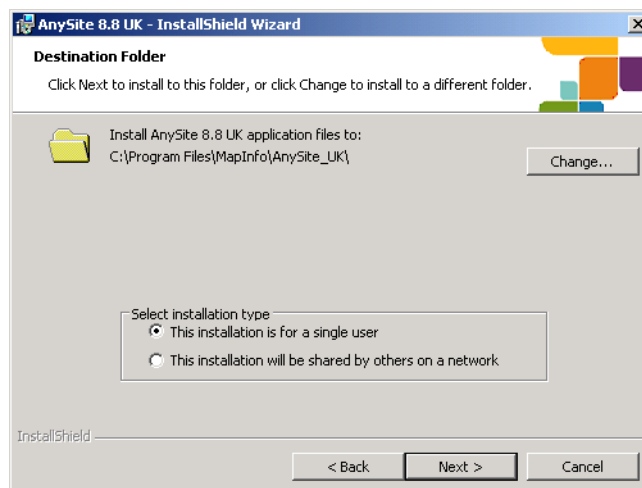 AnySite 8.8 UK - InstallShield Wizard
Destination Folder
Click Next to install to this folder, or click Change to install to a different folder.
Install AnySite 8.8 UK application files to:
C:\Program Files\MapInfo\AnySite_UK\
Change...
Select installation type
This installation is for a single user
This installation will be shared by others on a network
InstallShield
< Back
Next >
Cancel